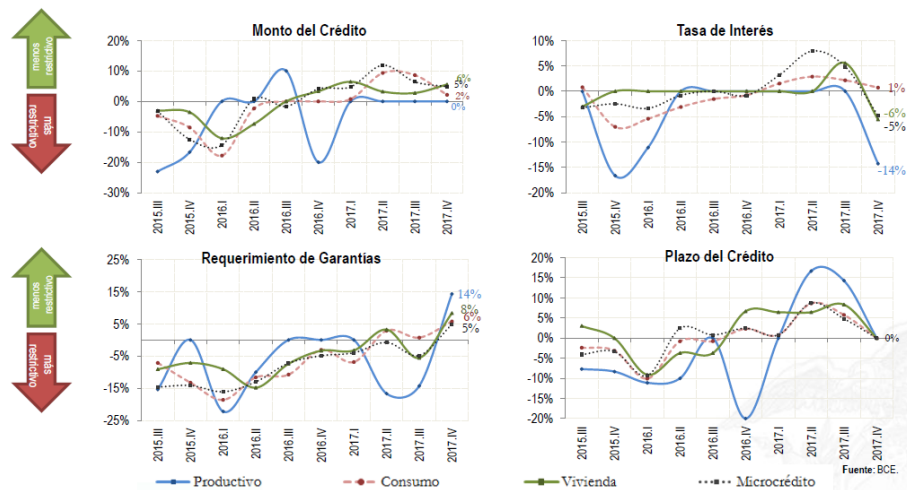 menos
restrictivo
más
restrictivo
Monto del Crédito
20%
10%
0%
-10%
-20%
-30%
6%
5%
2%
0%
2015.III
2015.IV
2016.I
2016.II
2016.III
2016.IV
2017.I
2017.II
2017.III
2017.IV
Tasa de Interés
10%
5%
0%
-5%
-10%
-15%
-20%
1%
-6%
-5%
-14%
2015.III
2015.IV
2016.I
2016.II
2016.III
2016.IV
2017.I
2017.II
2017.III
2017.IV
menos
restrictivo
más
restrictivo
Requerimiento de Garantías
25%
15%
5%
-5%
-15%
-25%
14%
8%
6%
5%
2015.III
2015.IV
2016.I
2016.II
2016.III
2016.IV
2017.I
2017.II
2017.III
2017.IV
Plazo del Crédito
20%
15%
10%
5%
0%
-5%
-10%
-15%
-20%
0%
2015.III
2015.IV
2016.I
2016.II
2016.III
2016.IV
2017.I
2017.II
2017.III
2017.IV
Fuente: BCE.
Productivo
Consumo
Vivienda
Microcrédito